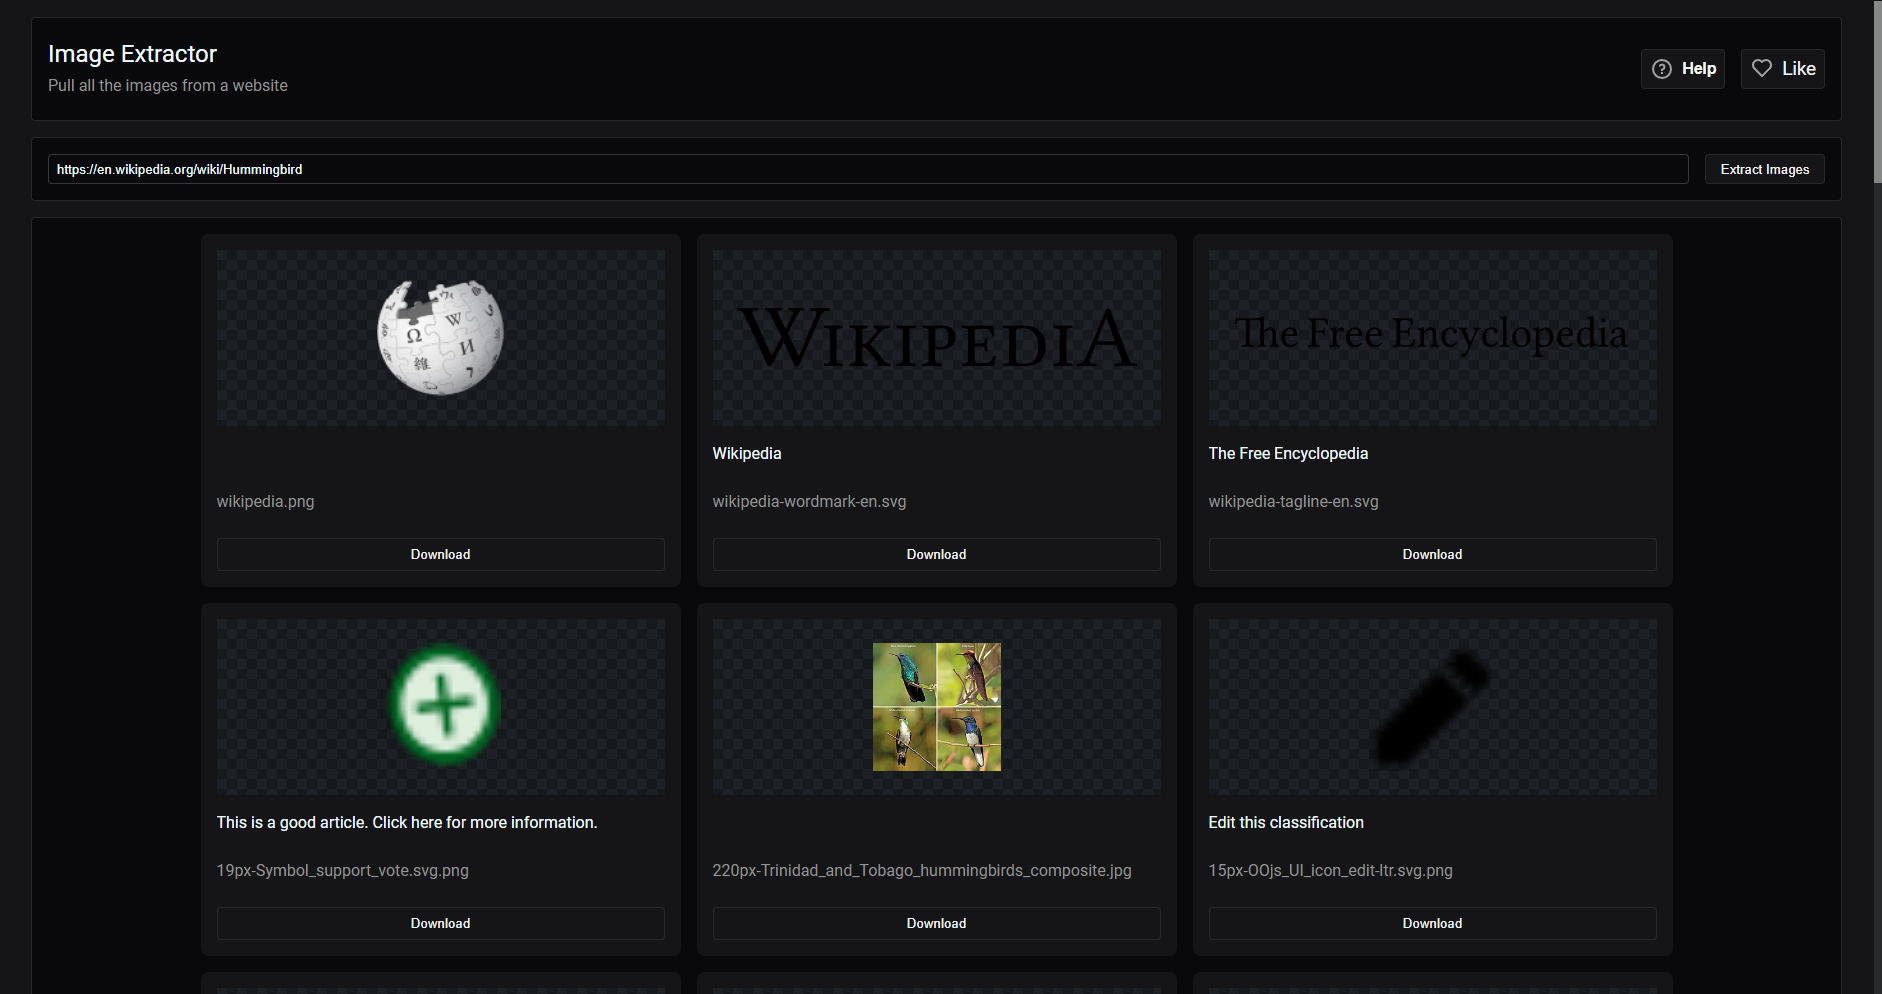 Image Extractor
Pull all the images from a website
Help
Like
https://en.wikipedia.org/wiki/Hummingbird
Extract Images
WIKIPEDIA
The Free Encyclopedia
Wikipedia
The Free Encyclopedia
wikipedia.png
wikipedia-wordmark-en.svg
wikipedia-tagline-en.svg
Download
Download
Download
This is a good article. Click here for more information.
Edit this classification
19px-Symbol_support_vote.svg.png
220px-Trinidad_and_Tobago_hummingbirds_composite.jpg
15px-OOjs_UI_icon_edit-ltr.svg.png
Download
Download
Download